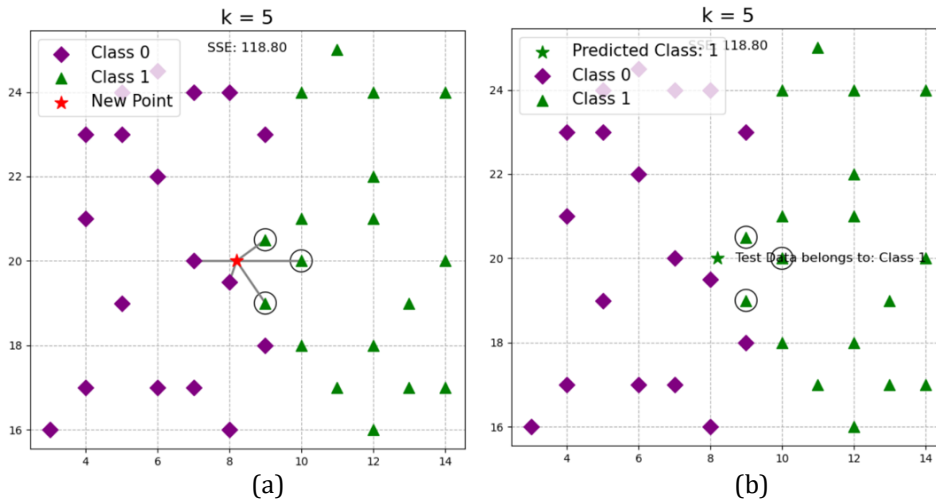 k = 5
SSE: 118.80
Class 0
Class 1
New Point
24
22
20
18
16
4
6
8
10
12
14
(a)
k = 5
118.80
Predicted Class: 1
Class 0
Class 1
Test Data belongs to: Class 1
24
22
20
18
16
4
6
8
10
12
14
(b)